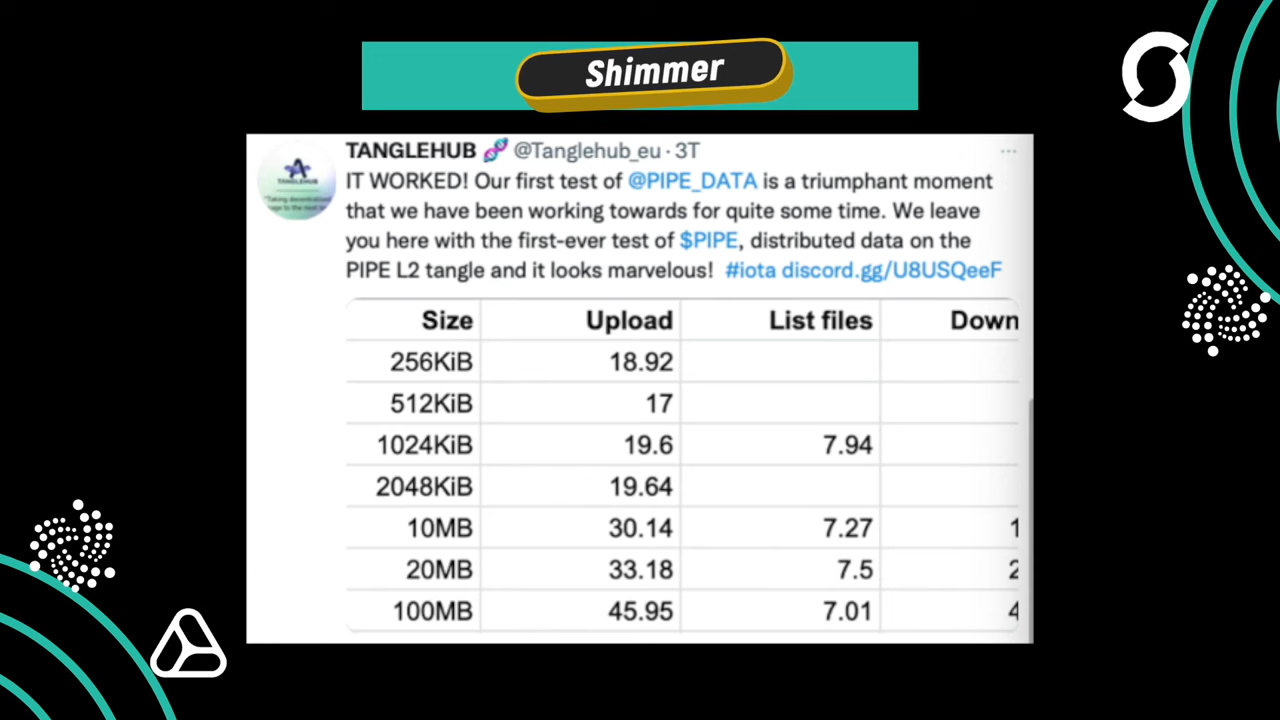 Shimmer
TANGLEHUB 🧬 @Tanglehub_eu · 3T
IT WORKED! Our first test of @PIPE_DATA is a triumphant moment
that we have been working towards for quite some time. We leave
you here with the first-ever test of $PIPE, distributed data on the
PIPE L2 tangle and it looks marvelous! #iota discord.gg/U8USQeeF
TANGLEHUB
"Taking decentralized
Size Upload List files Down
256KiB 18.92
512KiB 17
1024KiB 19.6 7.94
2048KiB 19.64
10MB 30.14 7.27 1
20MB 33.18 7.5 2
100MB 45.95 7.01 4